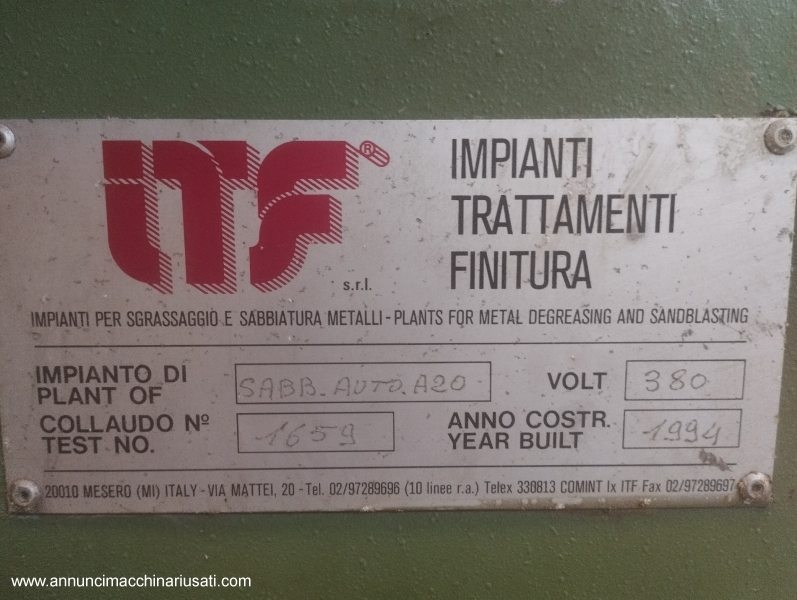 ITF® s.r.l.
IMPIANTI
TRATTAMENTI
FINITURA
IMPIANTI PER SGRASSAGGIO E SABBIATURA METALLI - PLANTS FOR METAL DEGREASING AND SANDBLASTING
IMPIANTO DI
PLANT OF
SABB. AUTO. A20
VOLT 380
COLLAUDO Nº
TEST NO.
1659
ANNO COSTR.
YEAR BUILT
1994
20010 MESERO (MI) ITALY - VIA MATTEI, 20 - Tel. 02/97289696 (10 linee r.a.) Telex 330813 COMINT Ix ITF Fax 02/97289697
www.annuncimacchinariusati.com